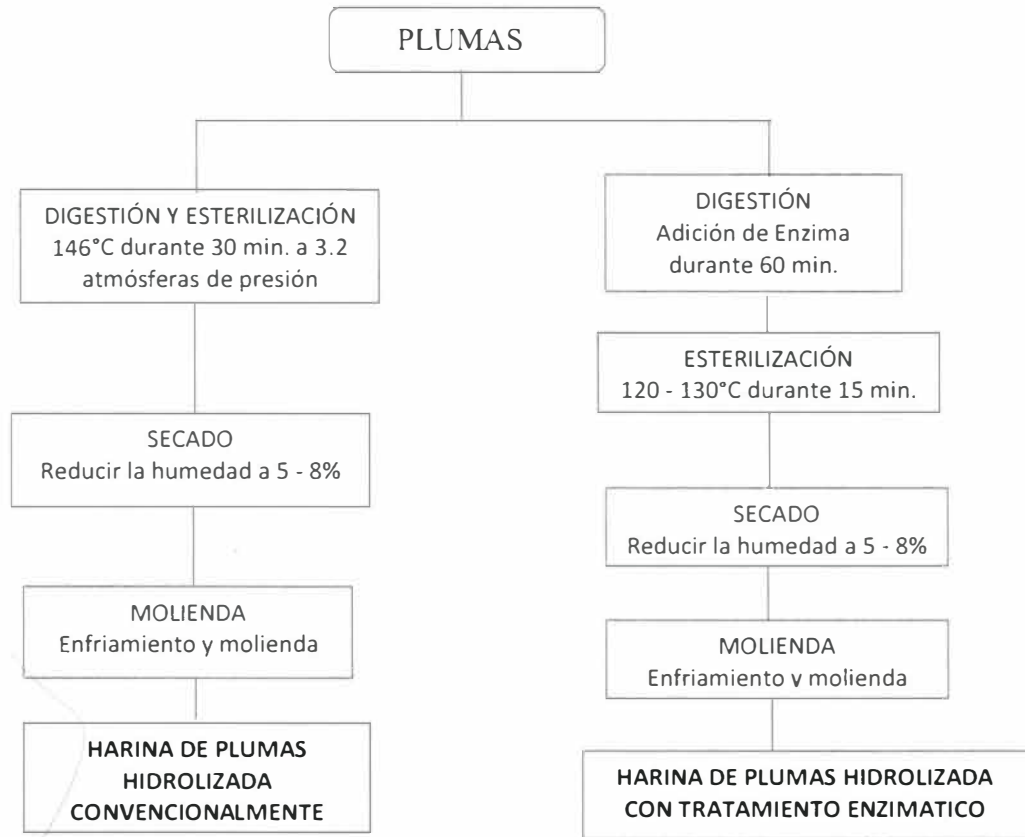 PLUMAS
DIGESTIÓN Y ESTERILIZACIÓN
146°C durante 30 min. a 3.2
atmósferas de presión
SECADO
Reducir la humedad a 5 - 8%
MOLIENDA
Enfriamiento y molienda
HARINA DE PLUMAS
HIDROLIZADA
CONVENCIONALMENTE
DIGESTIÓN
Adición de Enzima
durante 60 min.
ESTERILIZACIÓN
120 - 130°C durante 15 min.
SECADO
Reducir la humedad a 5 - 8%
MOLIENDA
Enfriamiento y molienda
HARINA DE PLUMAS HIDROLIZADA
CON TRATAMIENTO ENZIMATICO